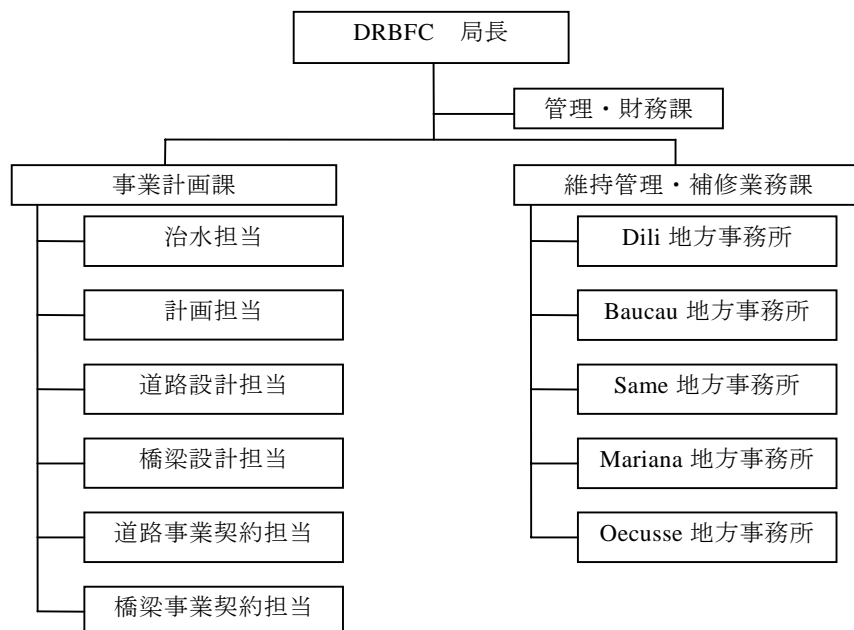 DRBFC 局長
管理・財務課
事業計画課
治水担当
計画担当
道路設計担当
橋梁設計担当
道路事業契約担当
橋梁事業契約担当
維持管理・補修業務課
Dili 地方事務所
Baucau 地方事務所
Same 地方事務所
Mariana 地方事務所
Oecusse 地方事務所